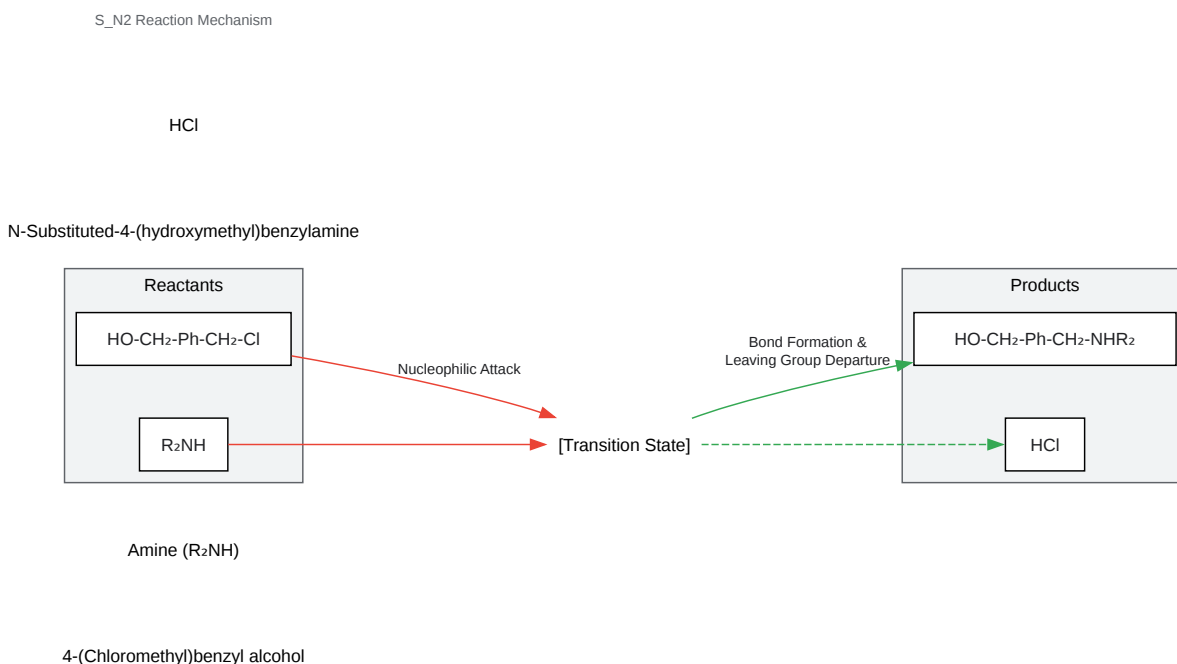 S_N2 Reaction Mechanism
HCl
N-Substituted-4-(hydroxymethyl)benzylamine
Reactants
Products
HO-CH₂-Ph-CH₂-Cl
HO-CH₂-Ph-CH₂-NHR₂
Nucleophilic Attack
Bond Formation &
Leaving Group Departure
R₂NH
[Transition State]
HCl
Amine (R₂NH)
4-(Chloromethyl)benzyl alcohol